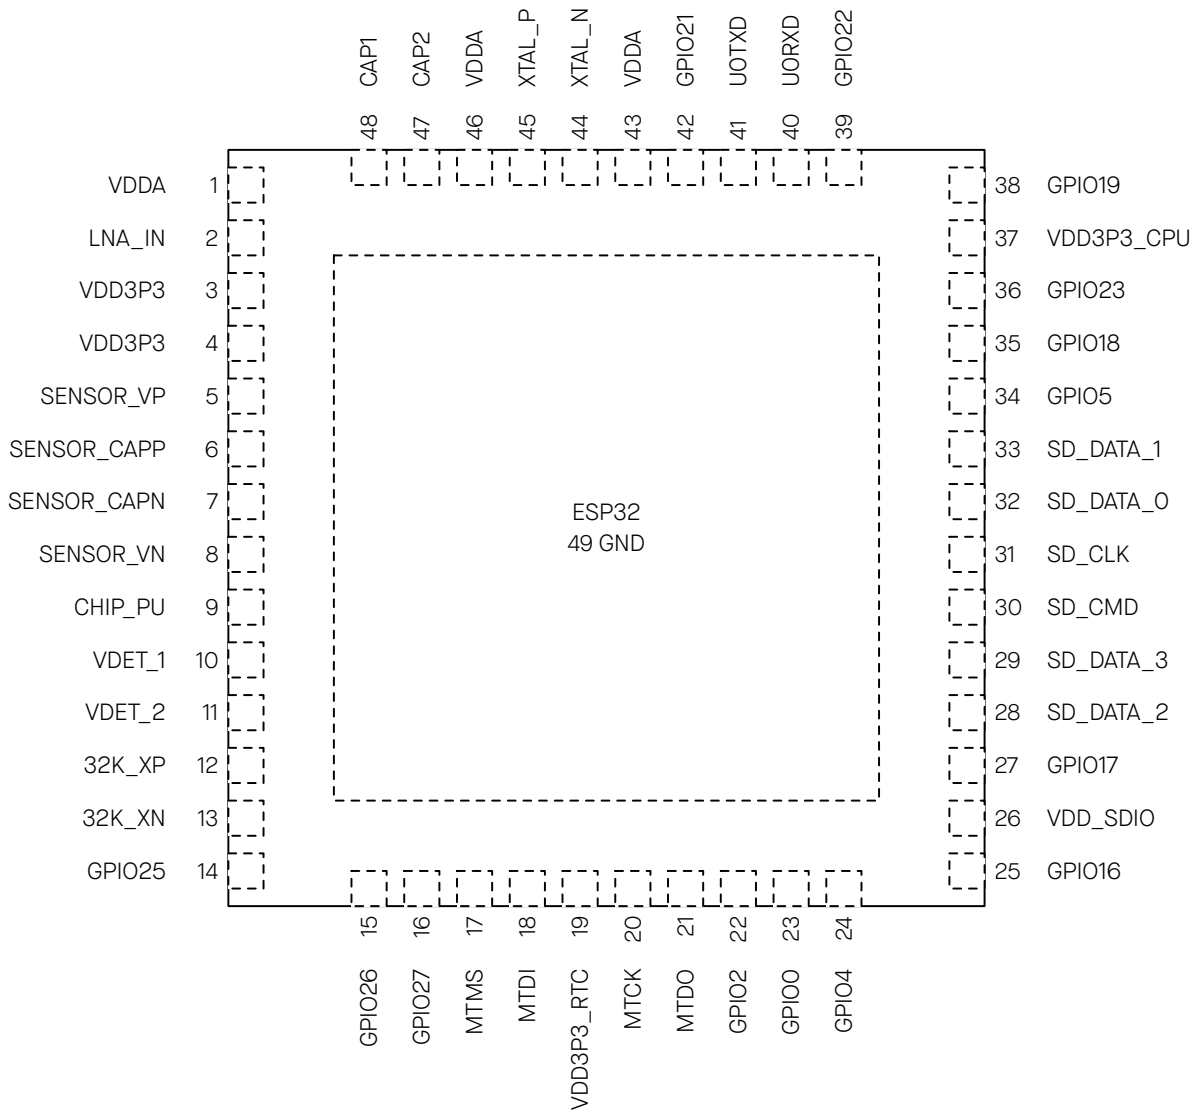 CAP1
CAP2
VDDA
XTAL_P
XTAL_N
VDDA
GPIO21
U0TXD
U0RXD
GPIO22
48
47
46
45
44
43
42
41
40
39
VDDA 1
38 GPIO19
LNA_IN 2
37 VDD3P3_CPU
VDD3P3 3
36 GPIO23
VDD3P3 4
35 GPIO18
SENSOR_VP 5
34 GPIO5
SENSOR_CAPP 6
33 SD_DATA_1
SENSOR_CAPN 7
32 SD_DATA_0
ESP32
49 GND
SENSOR_VN 8
31 SD_CLK
CHIP_PU 9
30 SD_CMD
VDET_1 10
29 SD_DATA_3
VDET_2 11
28 SD_DATA_2
32K_XP 12
27 GPIO17
32K_XN 13
26 VDD_SDIO
GPIO25 14
25 GPIO16
15
16
17
18
19
20
21
22
23
24
GPIO26
GPIO27
MTMS
MTDI
VDD3P3_RTC
MTCK
MTDO
GPIO2
GPIO0
GPIO4